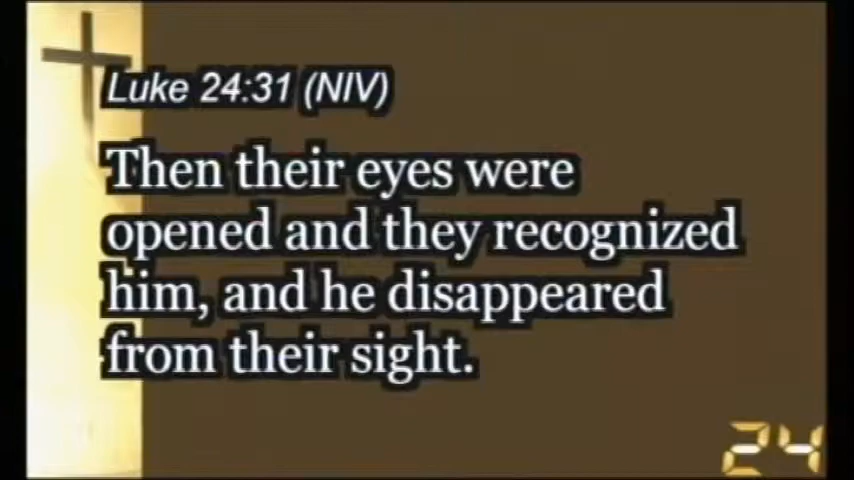 Luke 24:31 (NIV)
Then their eyes were
opened and they recognized
him, and he disappeared
from their sight.
24